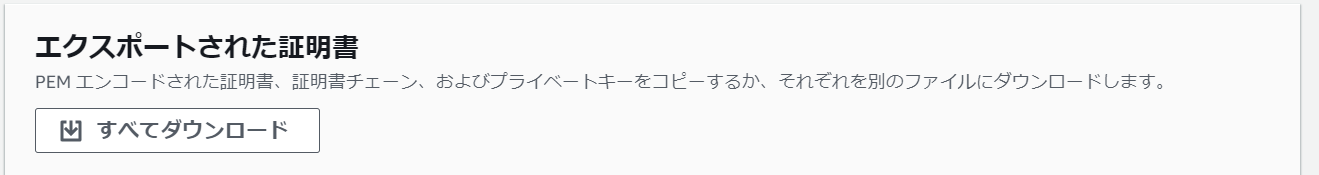 エクスポートされた証明書
PEM エンコードされた証明書、証明書チェーン、およびプライベートキーをコピーするか、それぞれを別のファイルにダウンロードします。
すべてダウンロード